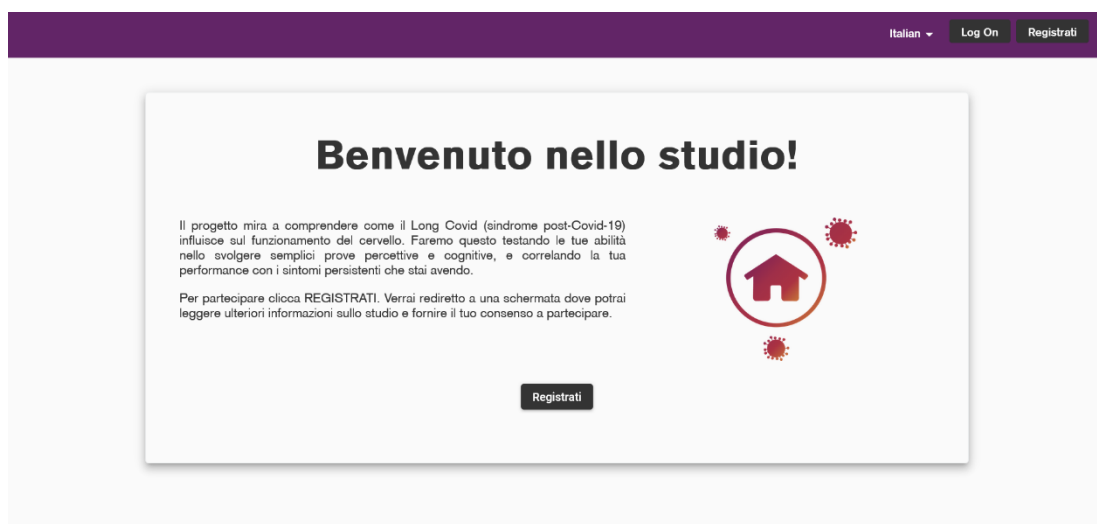 Italian
Log On
Registrati
Benvenuto nello studio!
Il progetto mira a comprendere come il Long Covid (sindrome post-Covid-19)
influisce sul funzionamento del cervello. Faremo questo testando le tue abilità
nello svolgere semplici prove percettive e cognitive, e correlando la tua
performance con i sintomi persistenti che stai avendo.
Per partecipare clicca REGISTRATI. Verrai rediretto a una schermata dove potrai
leggere ulteriori informazioni sullo studio e fornire il tuo consenso a partecipare.
Registrati